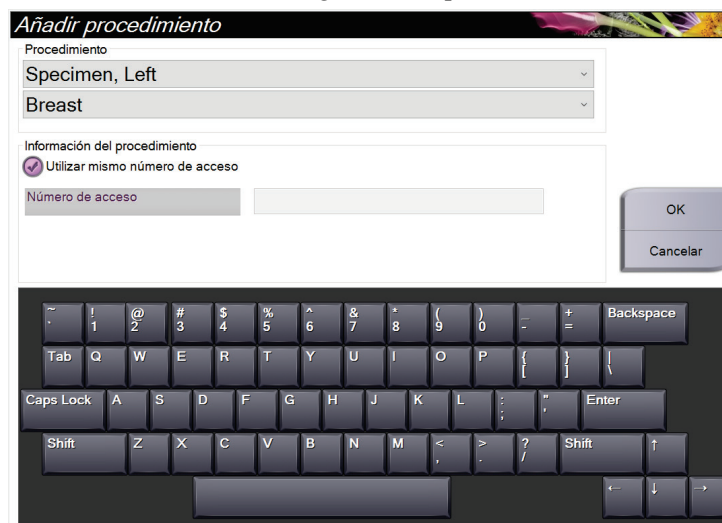 Añadir procedimiento
Procedimiento
Specimen, Left
Breast
Información del procedimiento
Utilizar mismo número de acceso
Número de acceso
OK
Cancelar
~ ! @ # $ % ^ & * ( ) _ + Backspace
` 1 2 3 4 5 6 7 8 9 0 - =
Tab Q W E R T Y U I O P { } |
[ ] \
Caps Lock A S D F G H J K L : " Enter
; '
Shift Z X C V B N M < > ? Shift ↑
, . /
← ↓ →